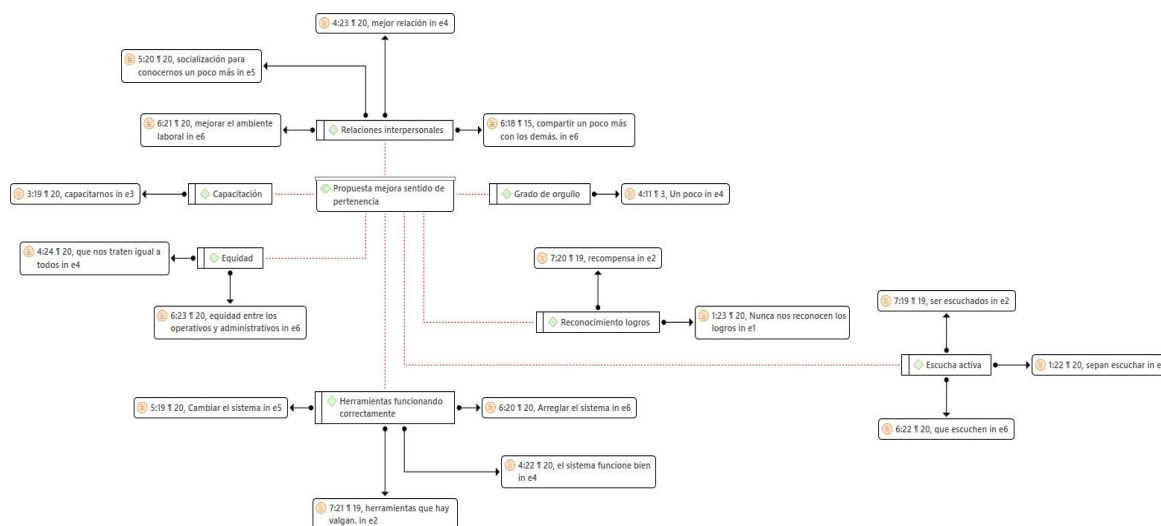 4:23 ¶ 20, mejor relación in e4
5:20 ¶ 20, socialización para
conocernos un poco más in e5
6:21 ¶ 20, mejorar el ambiente
laboral in e6
Relaciones interpersonales
6:18 ¶ 15, compartir un poco más
con los demás. in e6
3:19 ¶ 20, capacitarnos in e3
Capacitación
Propuesta mejora sentido de
pertenencia
Grado de orgullo
4:11 ¶ 3, Un poco in e4
4:24 ¶ 20, que nos traten igual a
todos in e4
Equidad
6:23 ¶ 20, equidad entre los
operativos y administrativos in e6
7:20 ¶ 19, recompensa in e2
Reconocimiento logros
1:23 ¶ 20, Nunca nos reconocen los
logros in e1
7:19 ¶ 19, ser escuchados in e2
Escucha activa
1:22 ¶ 20, sepan escuchar in e
6:22 ¶ 20, que escuchen in e6
5:19 ¶ 20, Cambiar el sistema in e5
Herramientas funcionando
correctamente
6:20 ¶ 20, Arreglar el sistema in e6
4:22 ¶ 20, el sistema funcione bien
in e4
7:21 ¶ 19, herramientas que hay
valgan. in e2